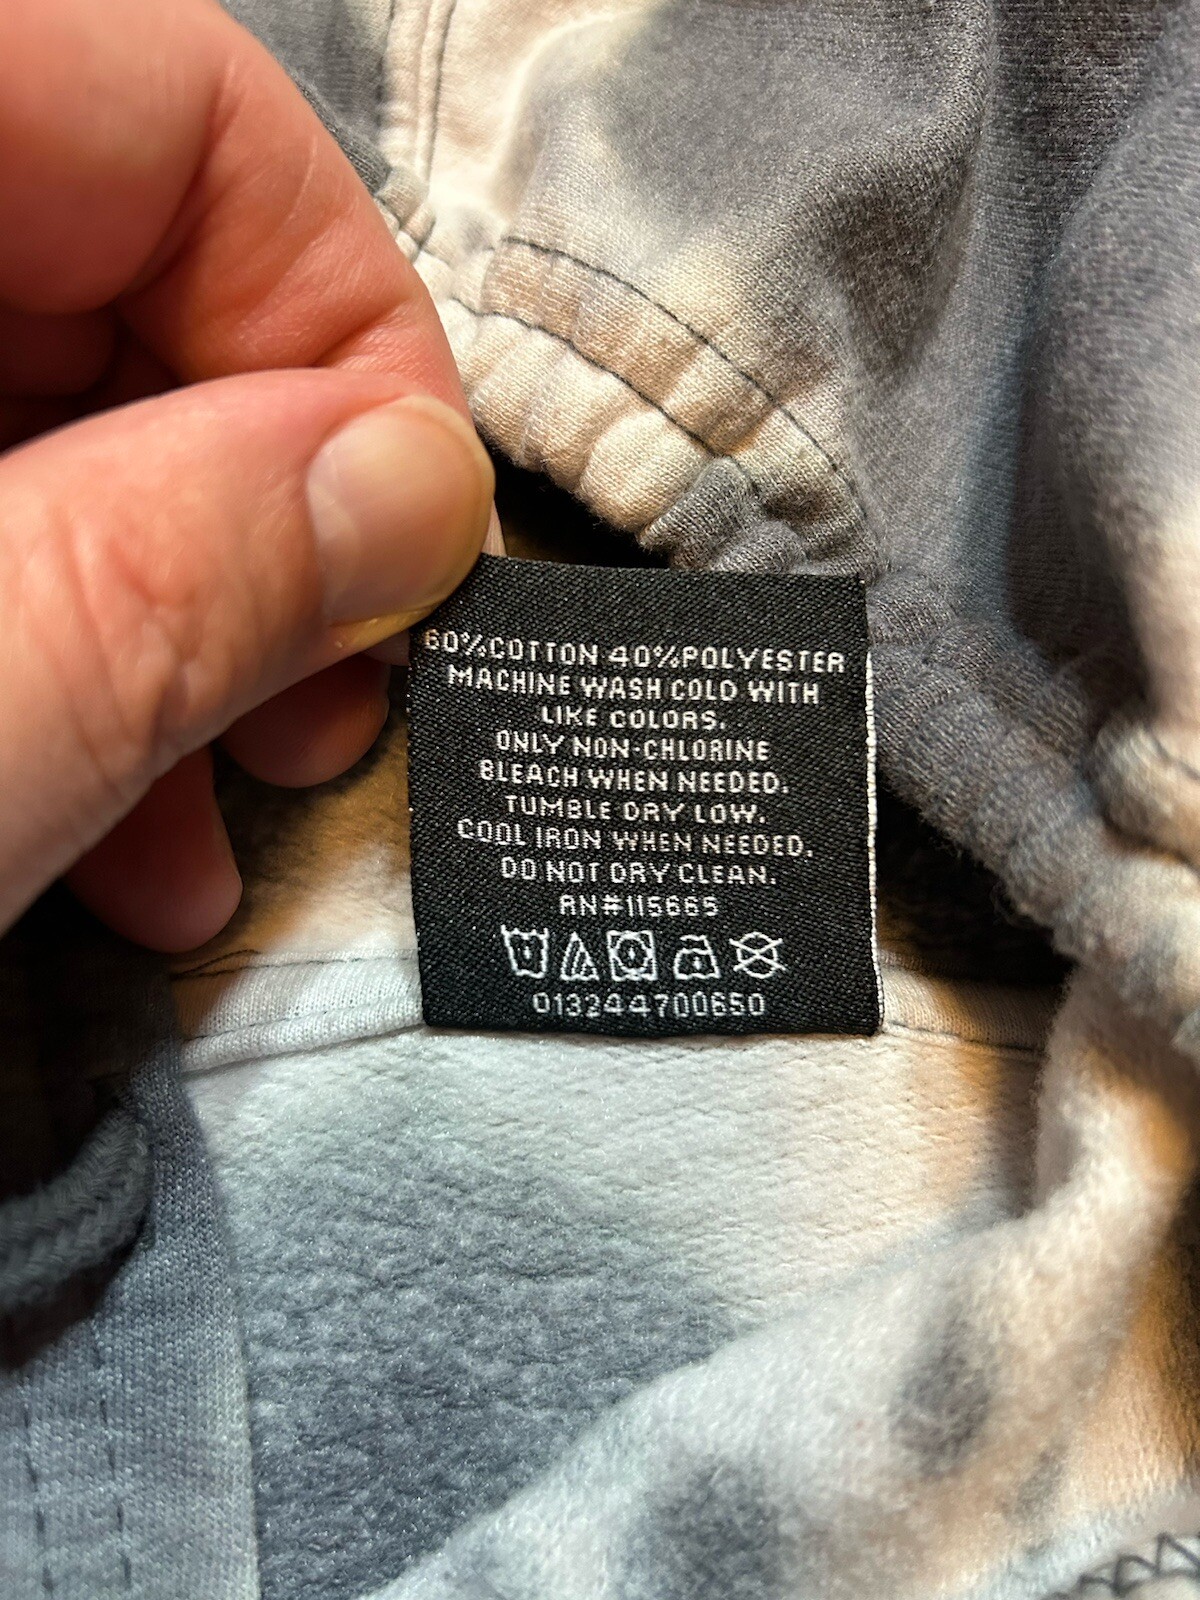 60%COTTON 40%POLYESTER
MACHINE WASH COLD WITH
LIKE COLORS.
ONLY NON-CHLORINE
BLEACH WHEN NEEDED.
TUMBLE DRY LOW.
COOL IRON WHEN NEEDED.
DO NOT DRY CLEAN.
RN#115665
013244700650